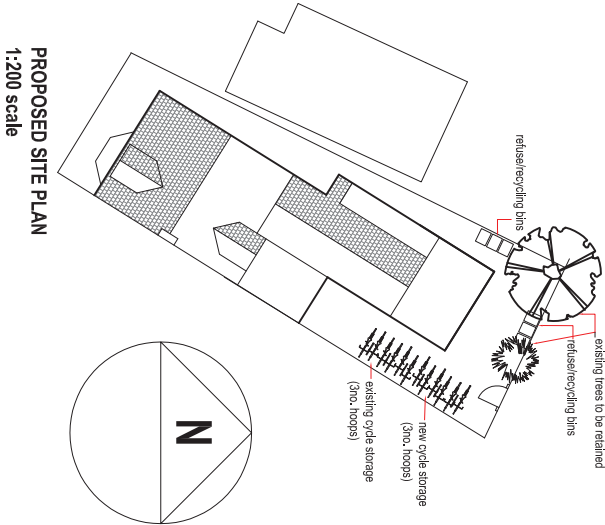 PROPOSED SITE PLAN
1:200 scale
existing trees to be retained
refuse/recycling bins
refuse/recycling bins
new cycle storage
(3no. hoops)
existing cycle storage
(3no. hoops)
N